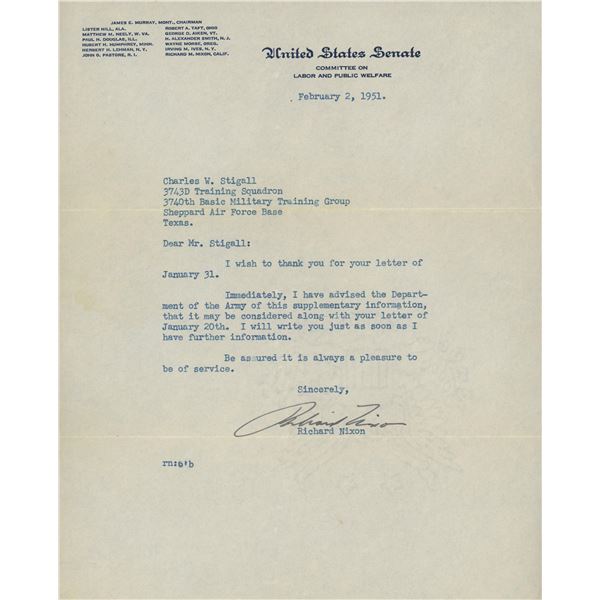 JAMES E. MURRAY, MONT., CHAIRMAN
LISTER HILL, ALA.
MATTHEW M. NEELY, W. VA.
PAUL H. DOUGLAS, ILL.
HUBERT H. HUMPHREY, MINN.
HERBERT H. LEHMAN, N. Y.
JOHN O. PASTORE, R. I.
ROBERT A. TAFT, OHIO
GEORGE D. AIKEN, VT.
H. ALEXANDER SMITH, N. J.
WAYNE MORSE, OREG.
IRVING M. IVES, N. Y.
RICHARD M. NIXON, CALIF.
United States Senate
COMMITTEE ON
LABOR AND PUBLIC WELFARE
February 2, 1951.
Charles W. Stigall
3743D Training Squadron
3740th Basic Military Training Group
Sheppard Air Force Base
Texas.
Dear Mr. Stigall:
I wish to thank you for your letter of
January 31.
Immediately, I have advised the Depart-
ment of the Army of this supplementary information,
that it may be considered along with your letter of
January 20th. I will write you just as soon as I
have further information.
Be assured it is always a pleasure to
be of service.
Sincerely,
Richard Nixon
Richard Nixon